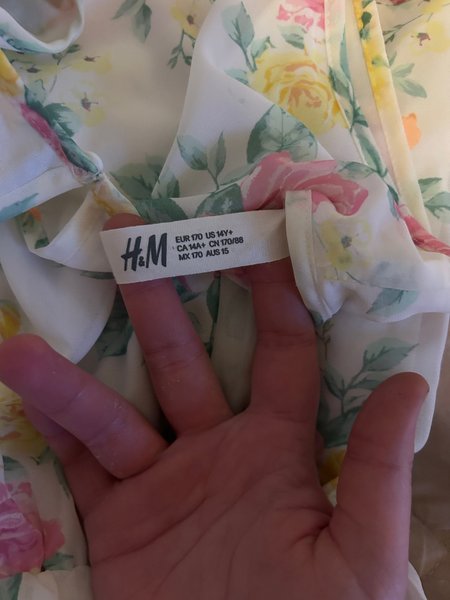 H&M
EUR 170 US 14Y+
CA 14A+ CN 170/88
MX 170 AUS 15